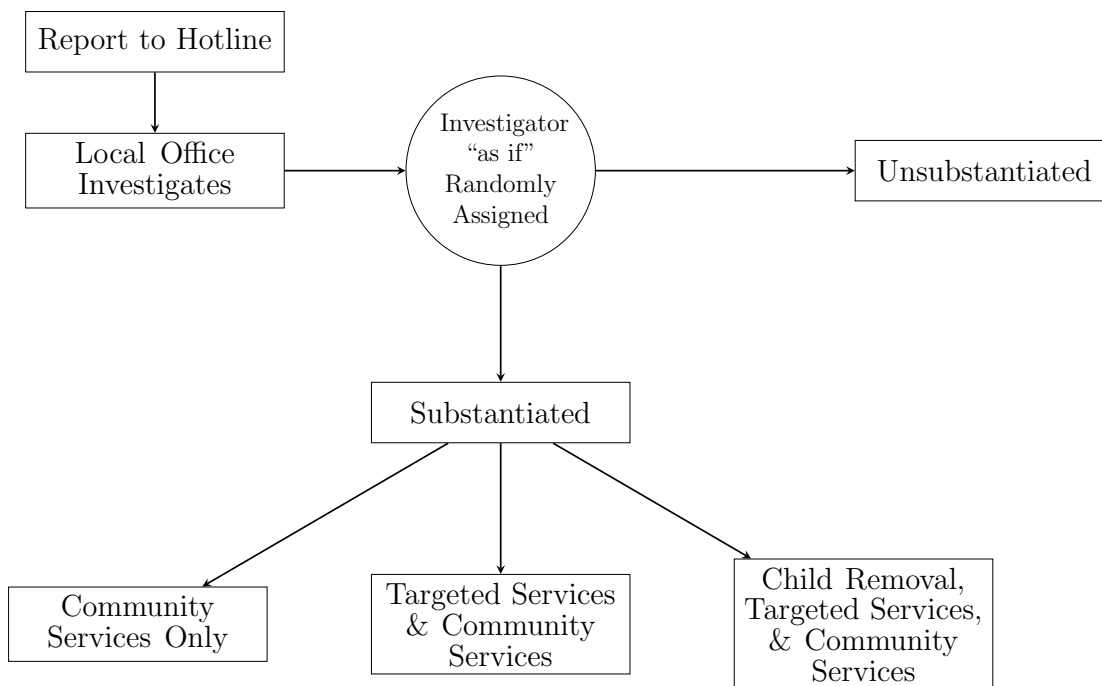 Report to Hotline
Local Office
Investigates
Investigator
“as if”
Randomly
Assigned
Unsubstantiated
Substantiated
Community
Services Only
Targeted Services
& Community
Services
Child Removal,
Targeted Services,
& Community
Services